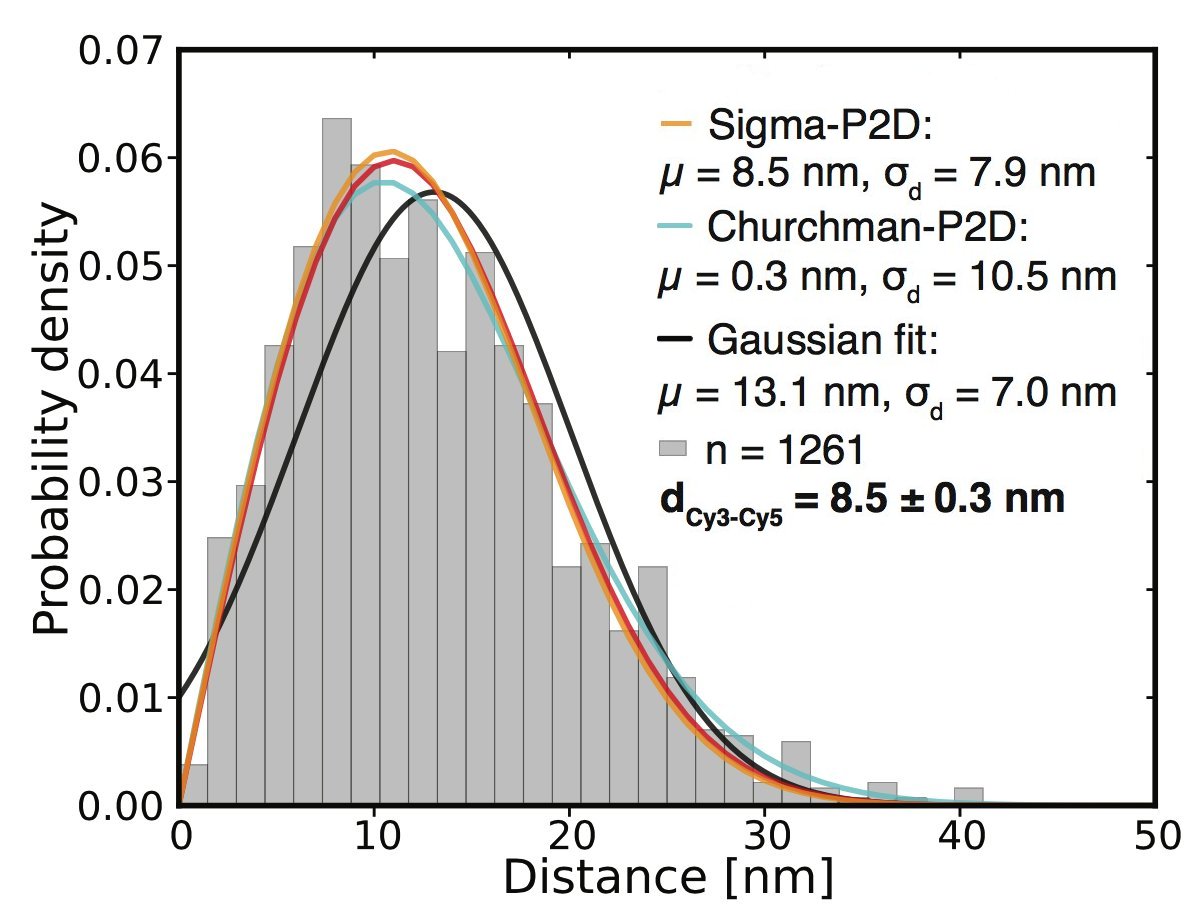 0.07
0.06
0.05
0.04
0.03
0.02
0.01
0.00
Probability density
Sigma-P2D:
μ = 8.5 nm, σd = 7.9 nm
Churchman-P2D:
μ = 0.3 nm, σd = 10.5 nm
Gaussian fit:
μ = 13.1 nm, σd = 7.0 nm
n = 1261
dCy3-Cy5 = 8.5 ± 0.3 nm
0 10 20 30 40 50
Distance [nm]